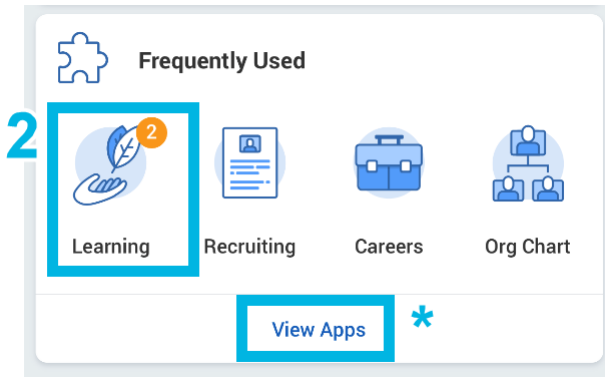 Frequently Used
2
2
Learning Recruiting Careers Org Chart
View Apps *